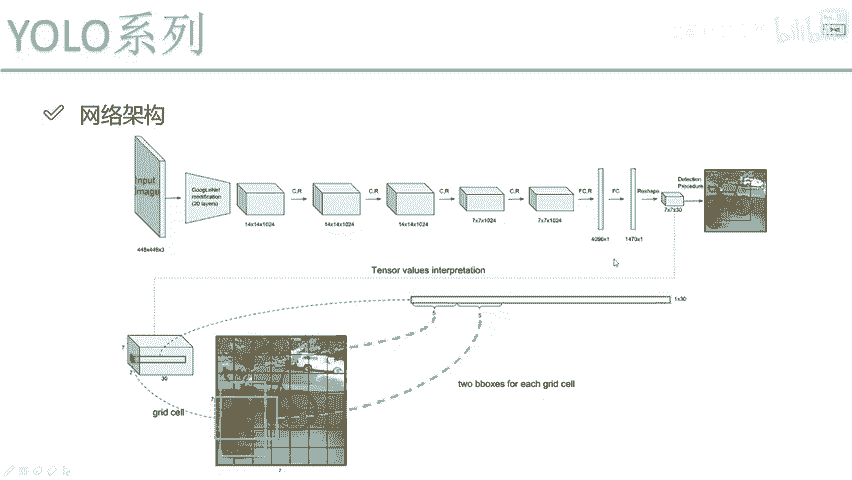 YOLO系列
网络架构
Input Image
448x448x3
GoogLeNet modification (20 layers)
14x14x1024
C,R
14x14x1024
C,R
14x14x1024
C,R
7x7x1024
C,R
7x7x1024
FC,R
4096x1
FC
1470x1
Reshape
7x7x30
Detection Procedure
Tensor values interpretation
1x30
5
5
7
7
30
grid cell
7
7
two bboxes for each grid cell